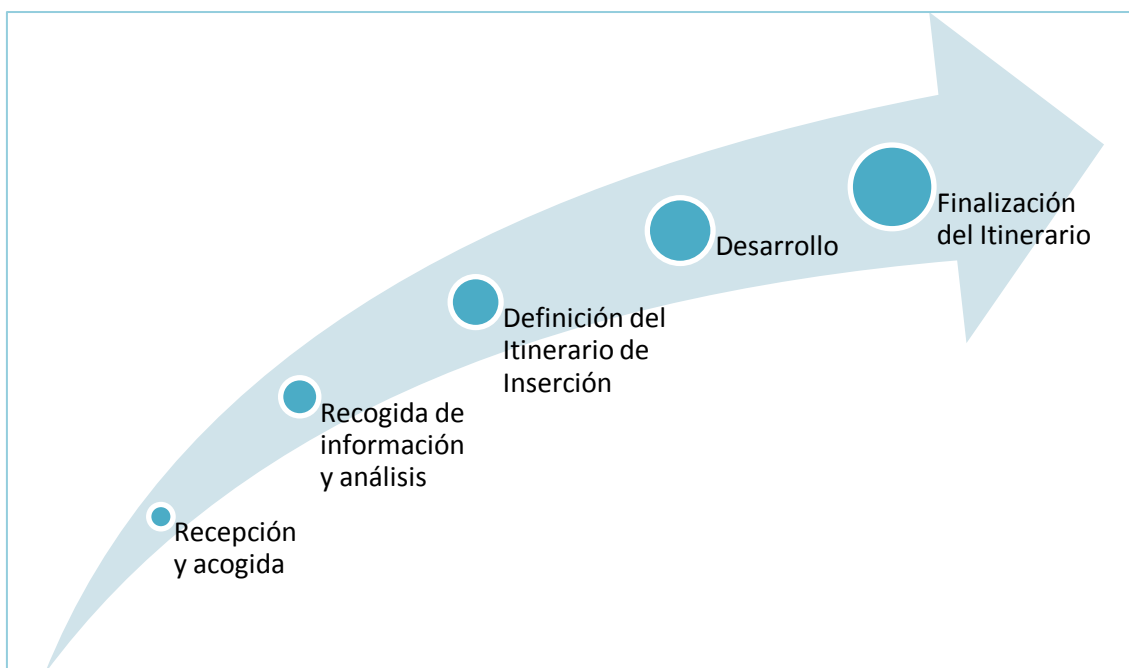 Recepción
y acogida
Recogida de
información
y análisis
Definición del
Itinerario de
Inserción
Desarrollo
Finalización
del Itinerario